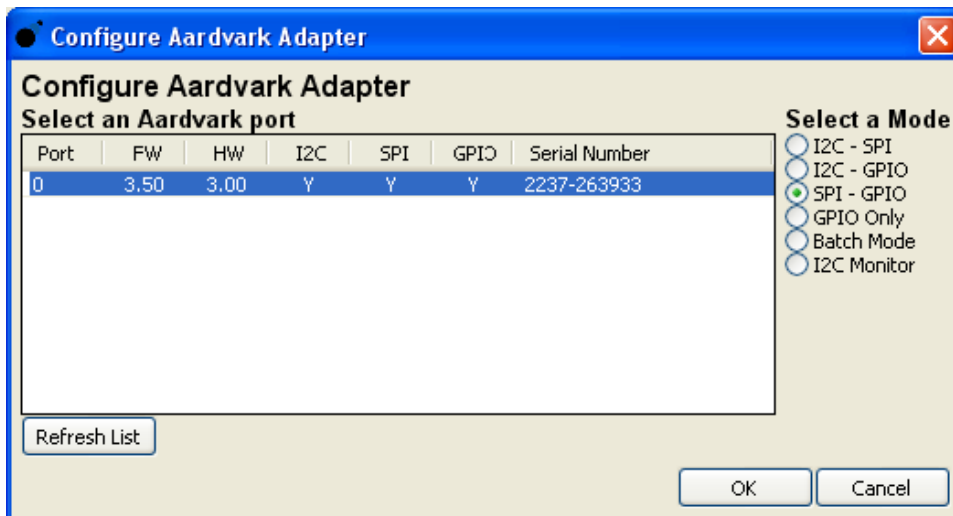 Configure Aardvark Adapter
Configure Aardvark Adapter
Select an Aardvark port
Port FW HW I2C SPI GPIO Serial Number
0 3.50 3.00 Y Y Y 2237-263933
Select a Mode
I2C - SPI
I2C - GPIO
SPI - GPIO
GPIO Only
Batch Mode
I2C Monitor
Refresh List
OK Cancel